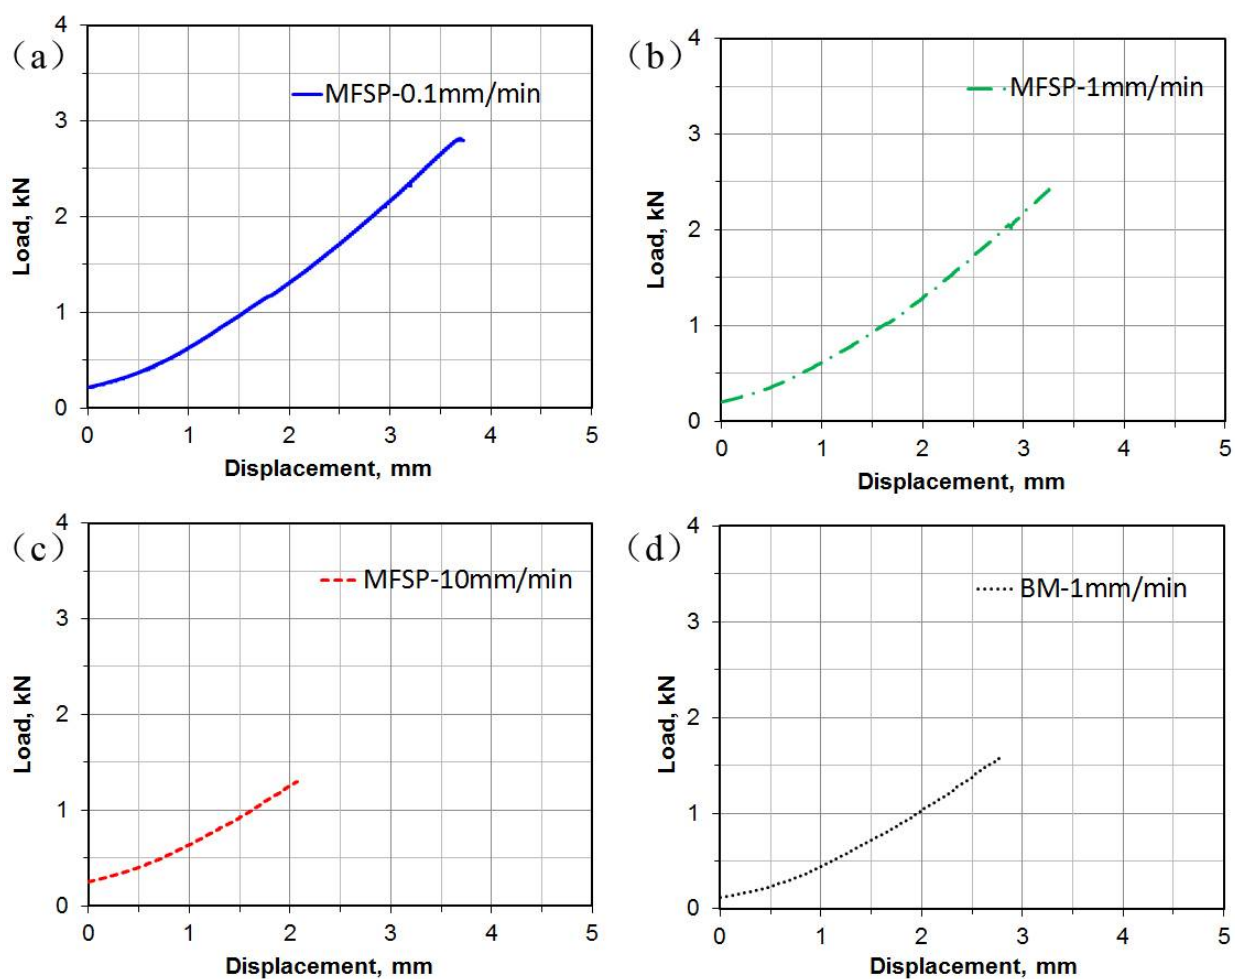 （a）
MFSP-0.1mm/min
4
3
2
1
0
Load, kN
0 1 2 3 4 5
Displacement, mm
（b）
MFSP-1mm/min
4
3
2
1
0
Load, kN
0 1 2 3 4 5
Displacement, mm
（c）
MFSP-10mm/min
4
3
2
1
0
Load, kN
0 1 2 3 4 5
Displacement, mm
（d）
BM-1mm/min
4
3
2
1
0
Load, kN
0 1 2 3 4 5
Displacement, mm